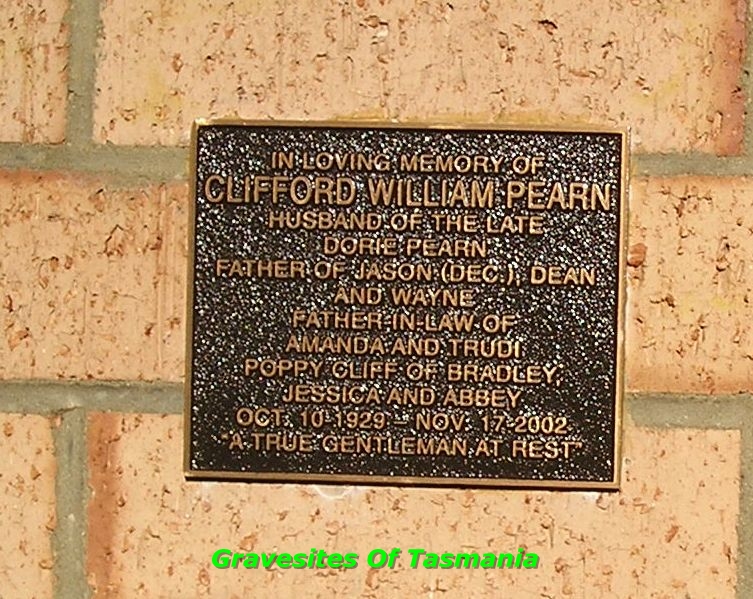 IN LOVING MEMORY OF
CLIFFORD WILLIAM PEARN
HUSBAND OF THE LATE
DORIE PEARN
FATHER OF JASON (DEC.), DEAN
AND WAYNE
FATHER-IN-LAW OF
AMANDA AND TRUDI
POPPY CLIFF OF BRADLEY,
JESSICA AND ABBEY
OCT. 10-1929 – NOV. 17-2002
"A TRUE GENTLEMAN AT REST"
Gravesites Of Tasmania